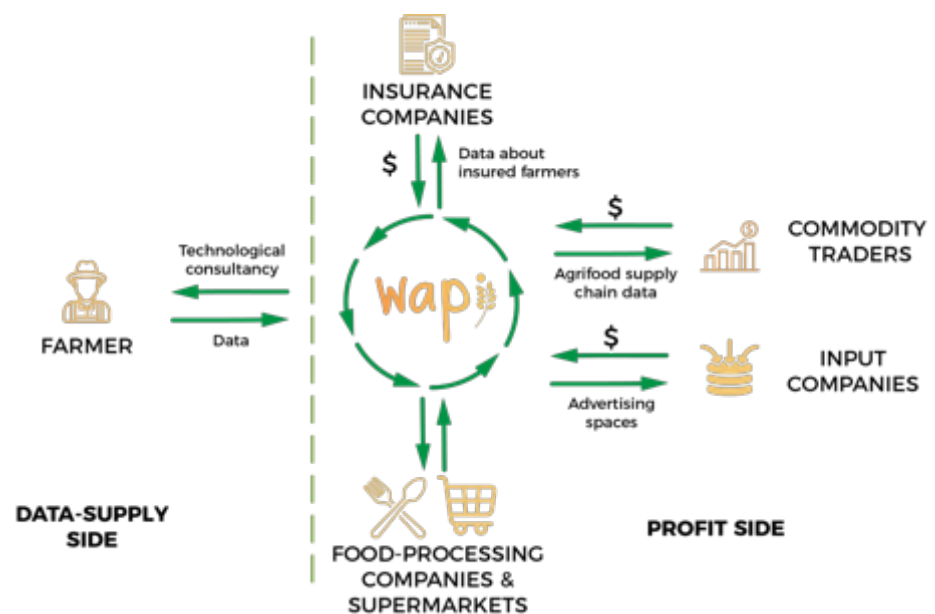 INSURANCE
COMPANIES
$
Data about
insured farmers
$
COMMODITY
TRADERS
Agrifood supply
chain data
Technological
consultancy
FARMER
Data
wapi
$
INPUT
COMPANIES
Advertising
spaces
DATA-SUPPLY
SIDE
PROFIT SIDE
FOOD-PROCESSING
COMPANIES &
SUPERMARKETS